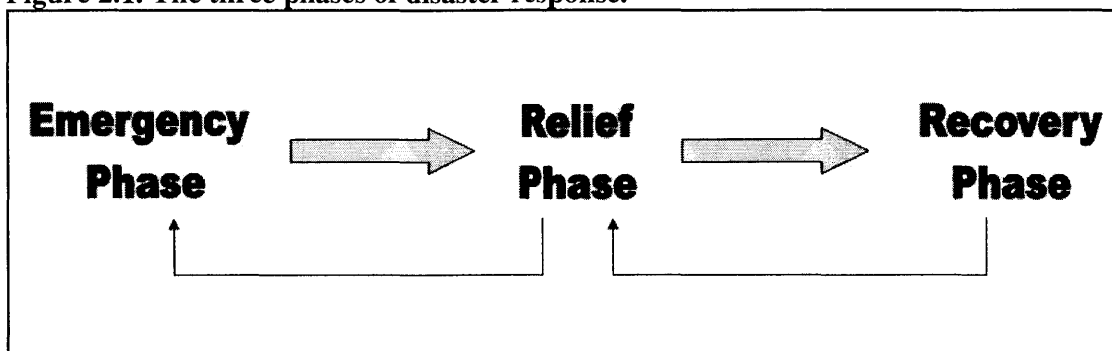 Figure 2.1: The three phases of disaster response.
Emergency
Phase
Relief
Phase
Recovery
Phase